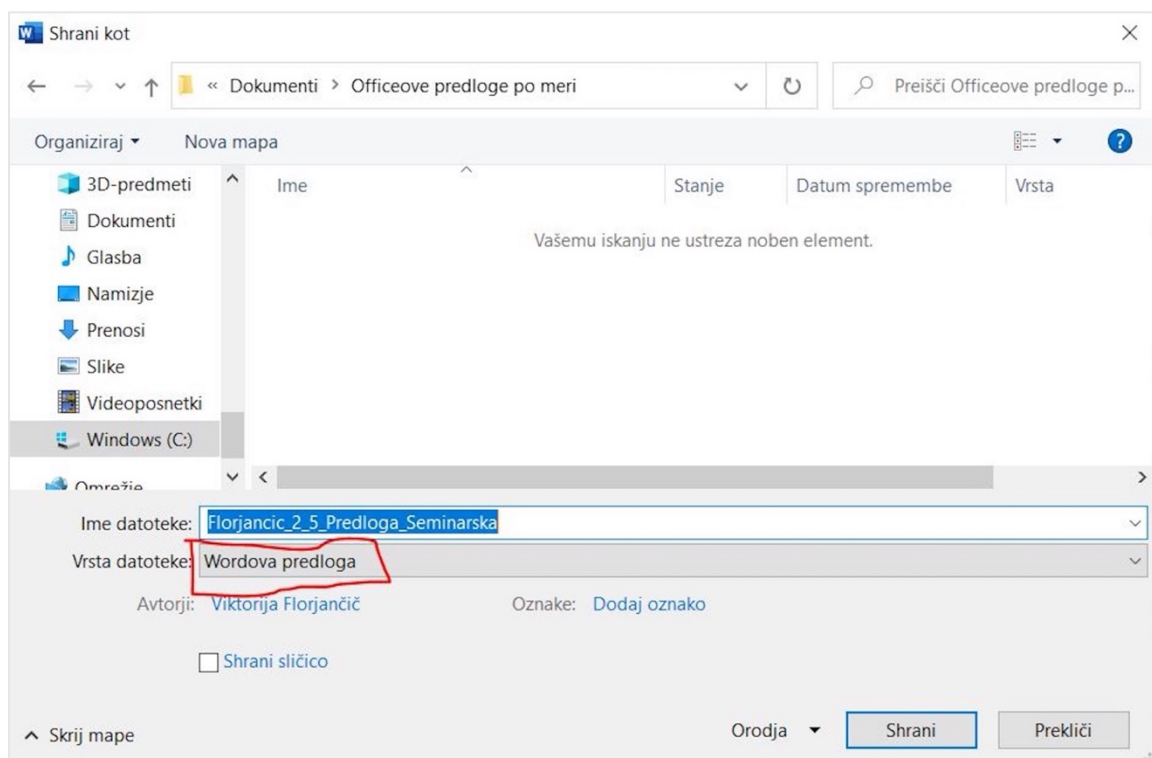 Shrani kot
« Dokumenti > Officeove predloge po meri
Preišči Officeove predloge p...
Organiziraj
Nova mapa
?
Ime Stanje Datum spremembe Vrsta
Vašemu iskanju ne ustreza noben element.
3D-predmeti
Dokumenti
Glasba
Namizje
Prenosi
Slike
Videoposnetki
Windows (C:)
Omrežje
Ime datoteke: Florjancic_2_5_Predloga_Seminarska
Vrsta datoteke: Wordova predloga
Avtorji: Viktorija Florjančič Oznake: Dodaj oznako
Shrani sličico
Skrij mape Orodja Shrani Prekliči